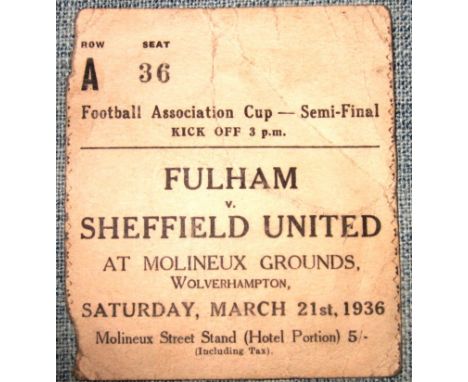 ROW SEAT
A 36
Football Association Cup — Semi-Final
KICK OFF 3 p.m.
FULHAM
v.
SHEFFIELD UNITED
AT MOLINEUX GROUNDS,
WOLVERHAMPTON,
SATURDAY, MARCH 21st, 1936
Molineux Street Stand (Hotel Portion) 5/-
(Including Tax).